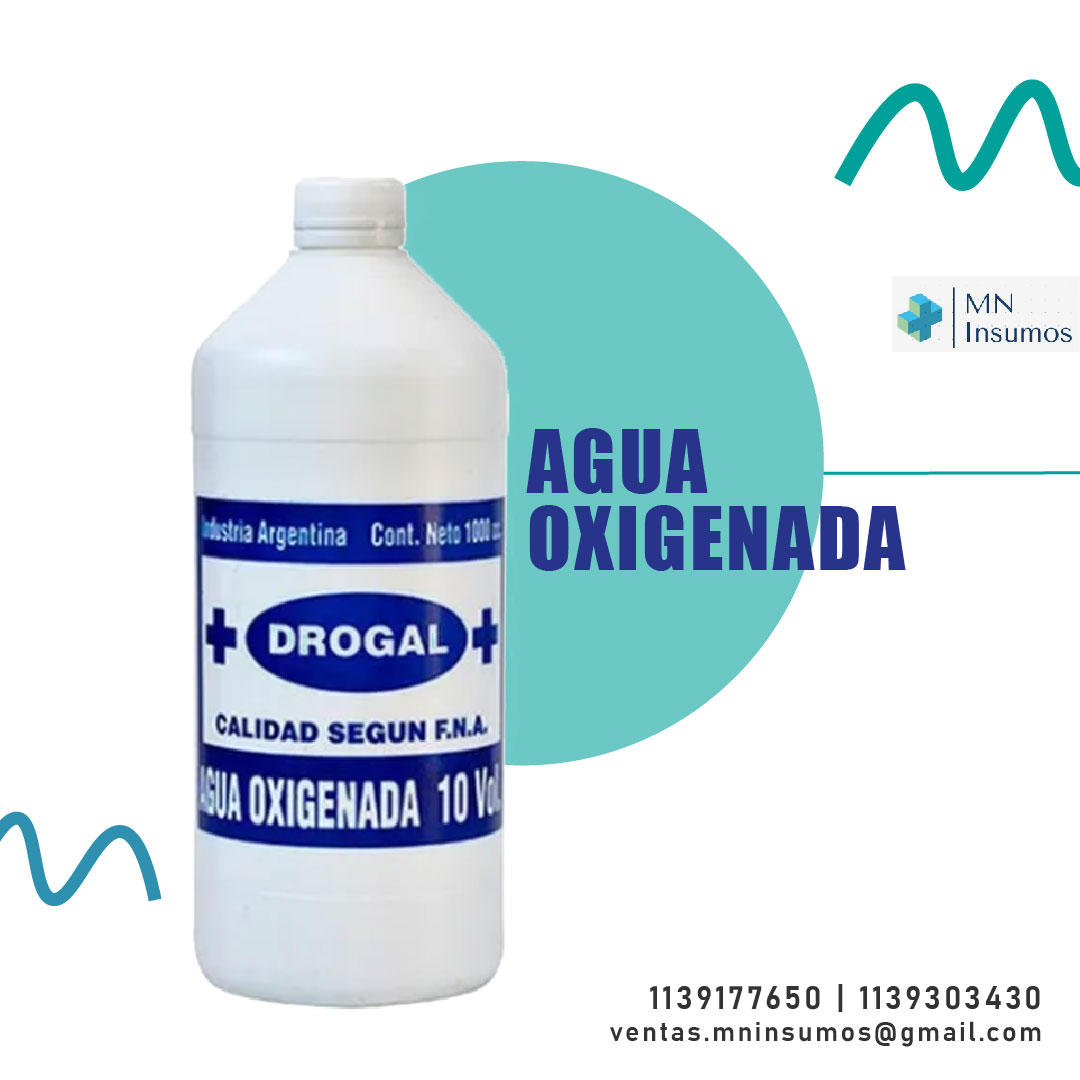 MN
Insumos
AGUA
OXIGENADA
Industria Argentina Cont. Neto 1000 cc.
DROGAL
CALIDAD SEGUN F.N.A.
AGUA OXIGENADA 10 Vol.
1139177650 | 1139303430
ventas.mninsumos@gmail.com